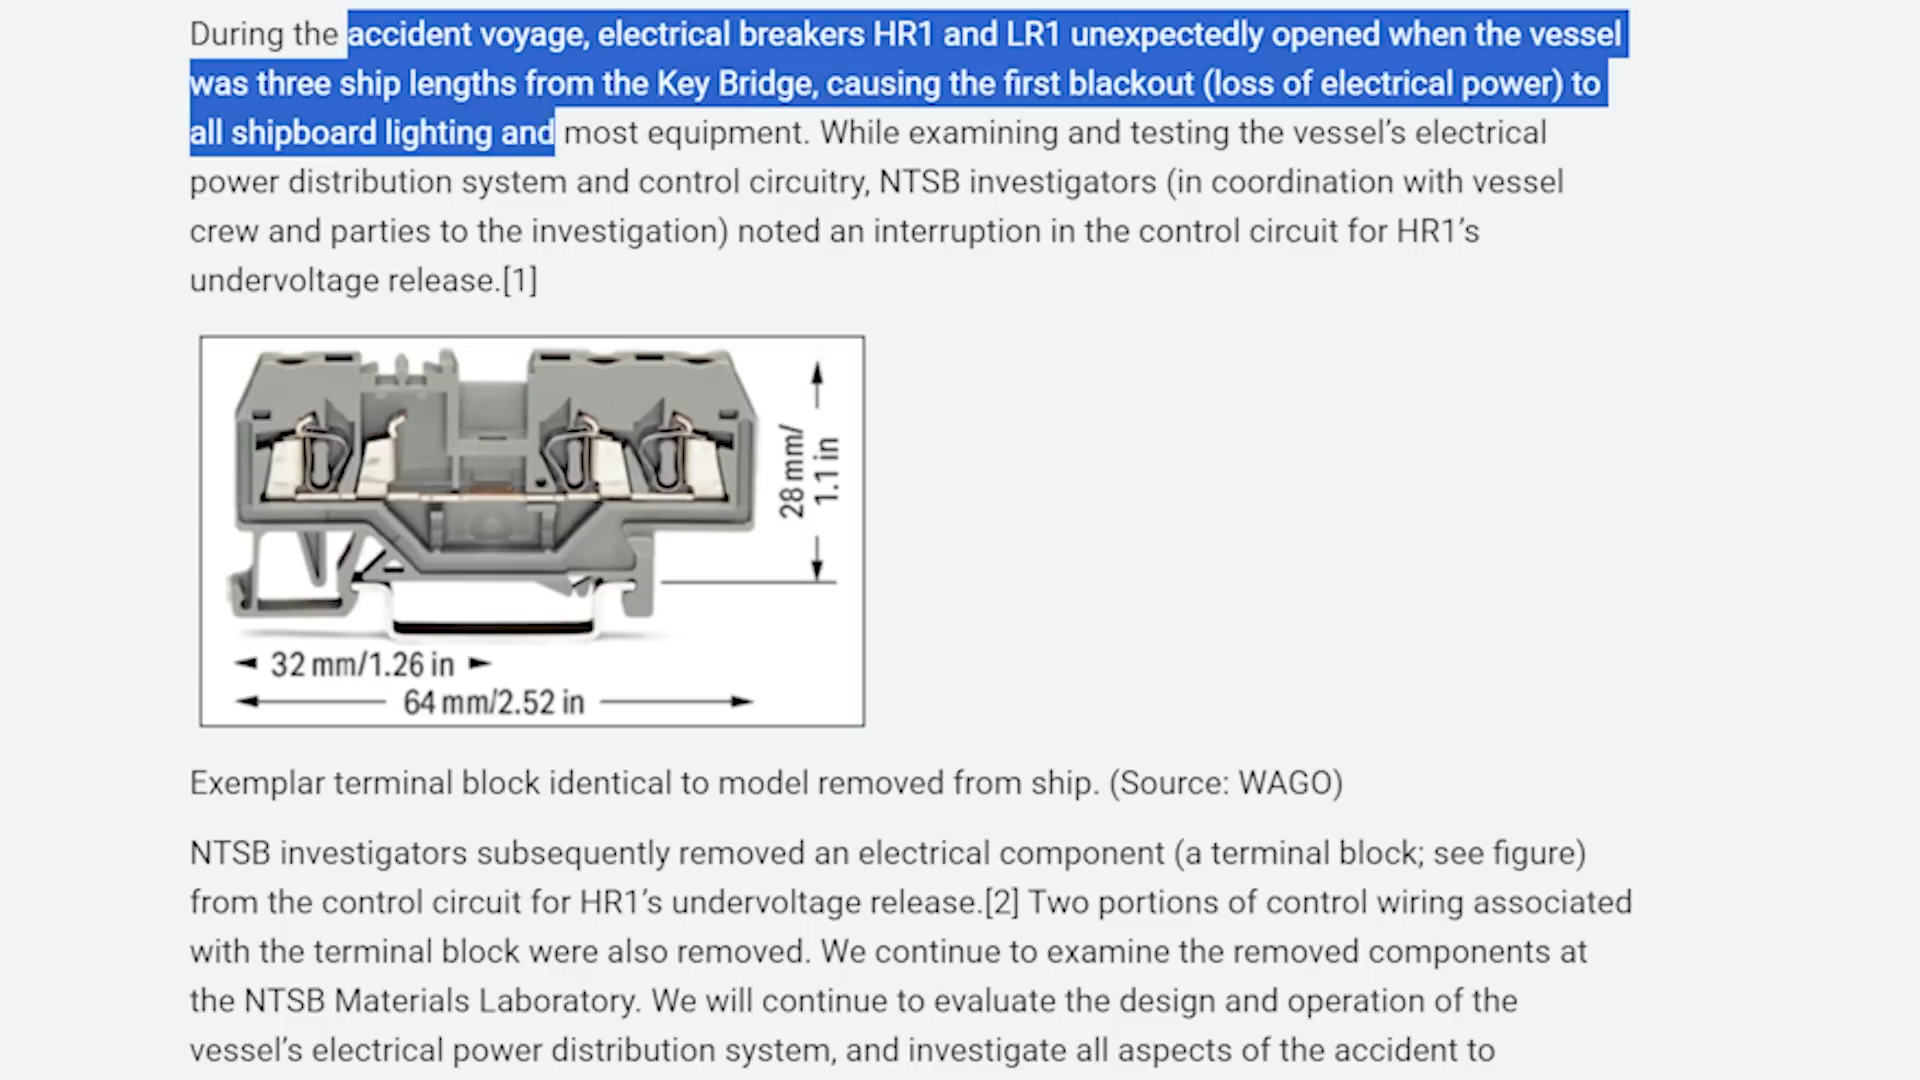 During the accident voyage, electrical breakers HR1 and LR1 unexpectedly opened when the vessel
was three ship lengths from the Key Bridge, causing the first blackout (loss of electrical power) to
all shipboard lighting and most equipment. While examining and testing the vessel’s electrical
power distribution system and control circuitry, NTSB investigators (in coordination with vessel
crew and parties to the investigation) noted an interruption in the control circuit for HR1’s
undervoltage release.[1]
28 mm/
1.1 in
32 mm/1.26 in
64 mm/2.52 in
Exemplar terminal block identical to model removed from ship. (Source: WAGO)
NTSB investigators subsequently removed an electrical component (a terminal block; see figure)
from the control circuit for HR1’s undervoltage release.[2] Two portions of control wiring associated
with the terminal block were also removed. We continue to examine the removed components at
the NTSB Materials Laboratory. We will continue to evaluate the design and operation of the
vessel’s electrical power distribution system, and investigate all aspects of the accident to